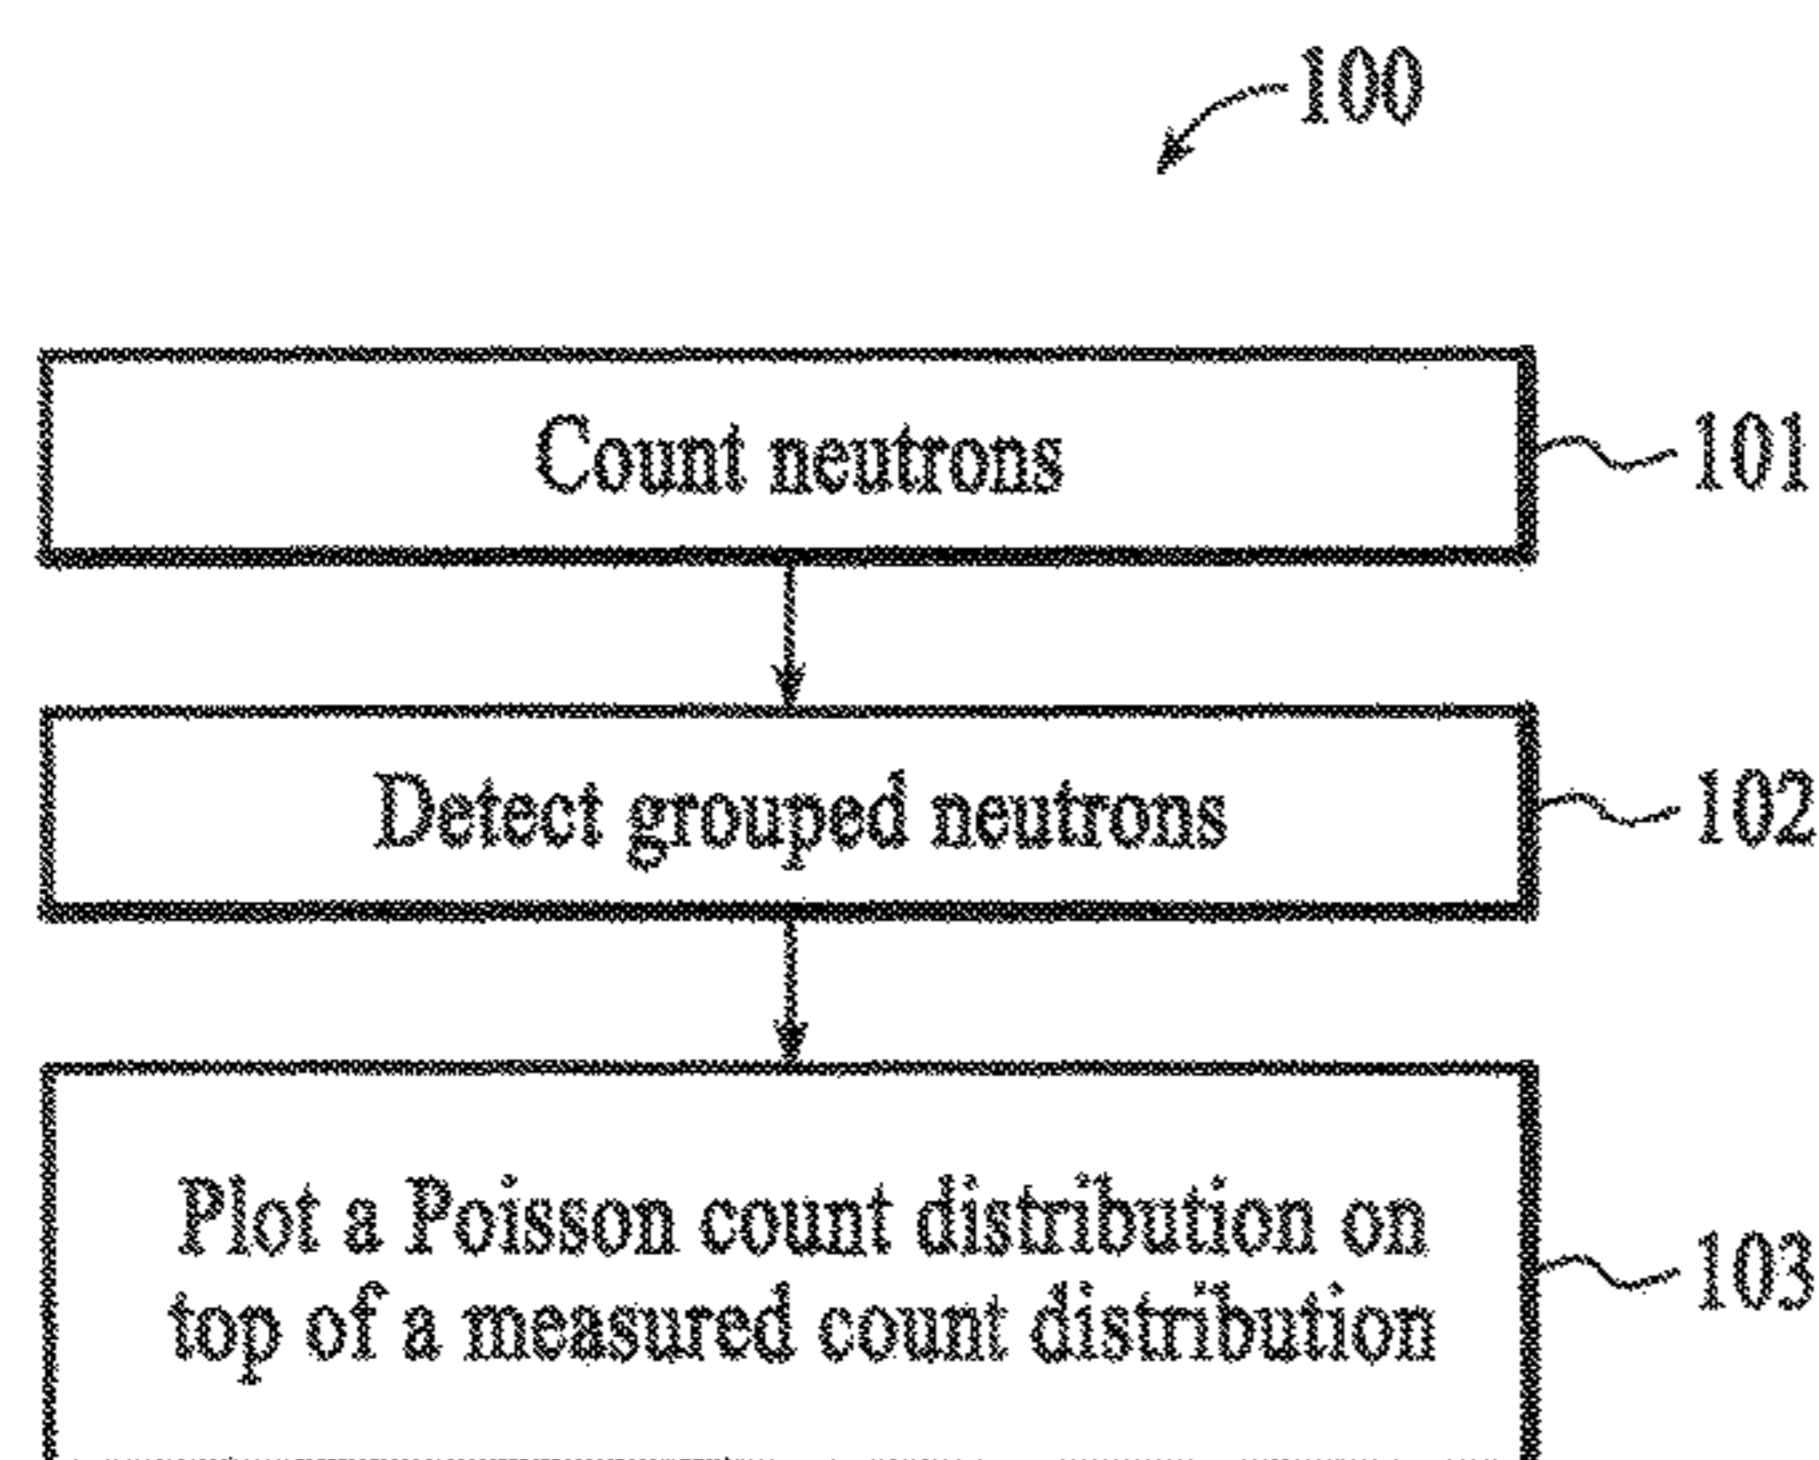 100
Count neutrons
101
Detect grouped neutrons
102
Plot a Poisson count distribution on
top of a measured count distribution
103